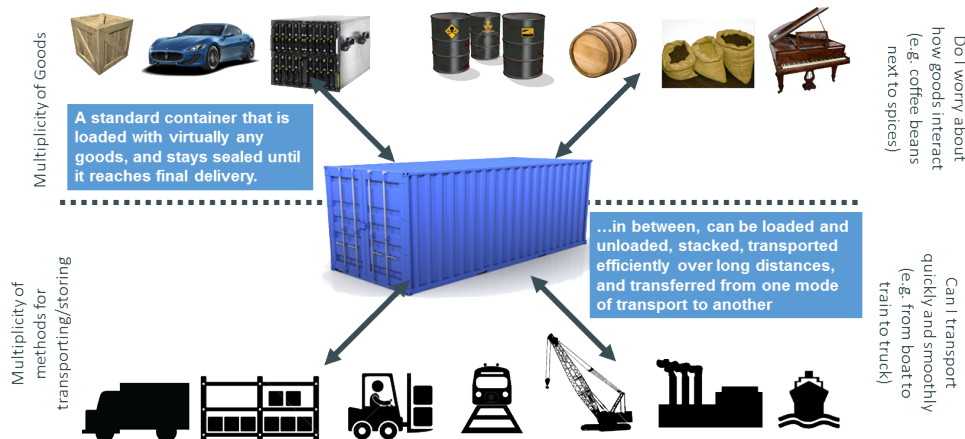 Multiplicity of Goods
A standard container that is
loaded with virtually any
goods, and stays sealed until
it reaches final delivery.
Do I worry about
how goods interact
(e.g. coffee beans
next to spices)
Multiplicity of
methods for
transporting/storing
...in between, can be loaded and
unloaded, stacked, transported
efficiently over long distances,
and transferred from one mode
of transport to another
Can I transport
quickly and smoothly
(e.g. from boat to
train to truck)